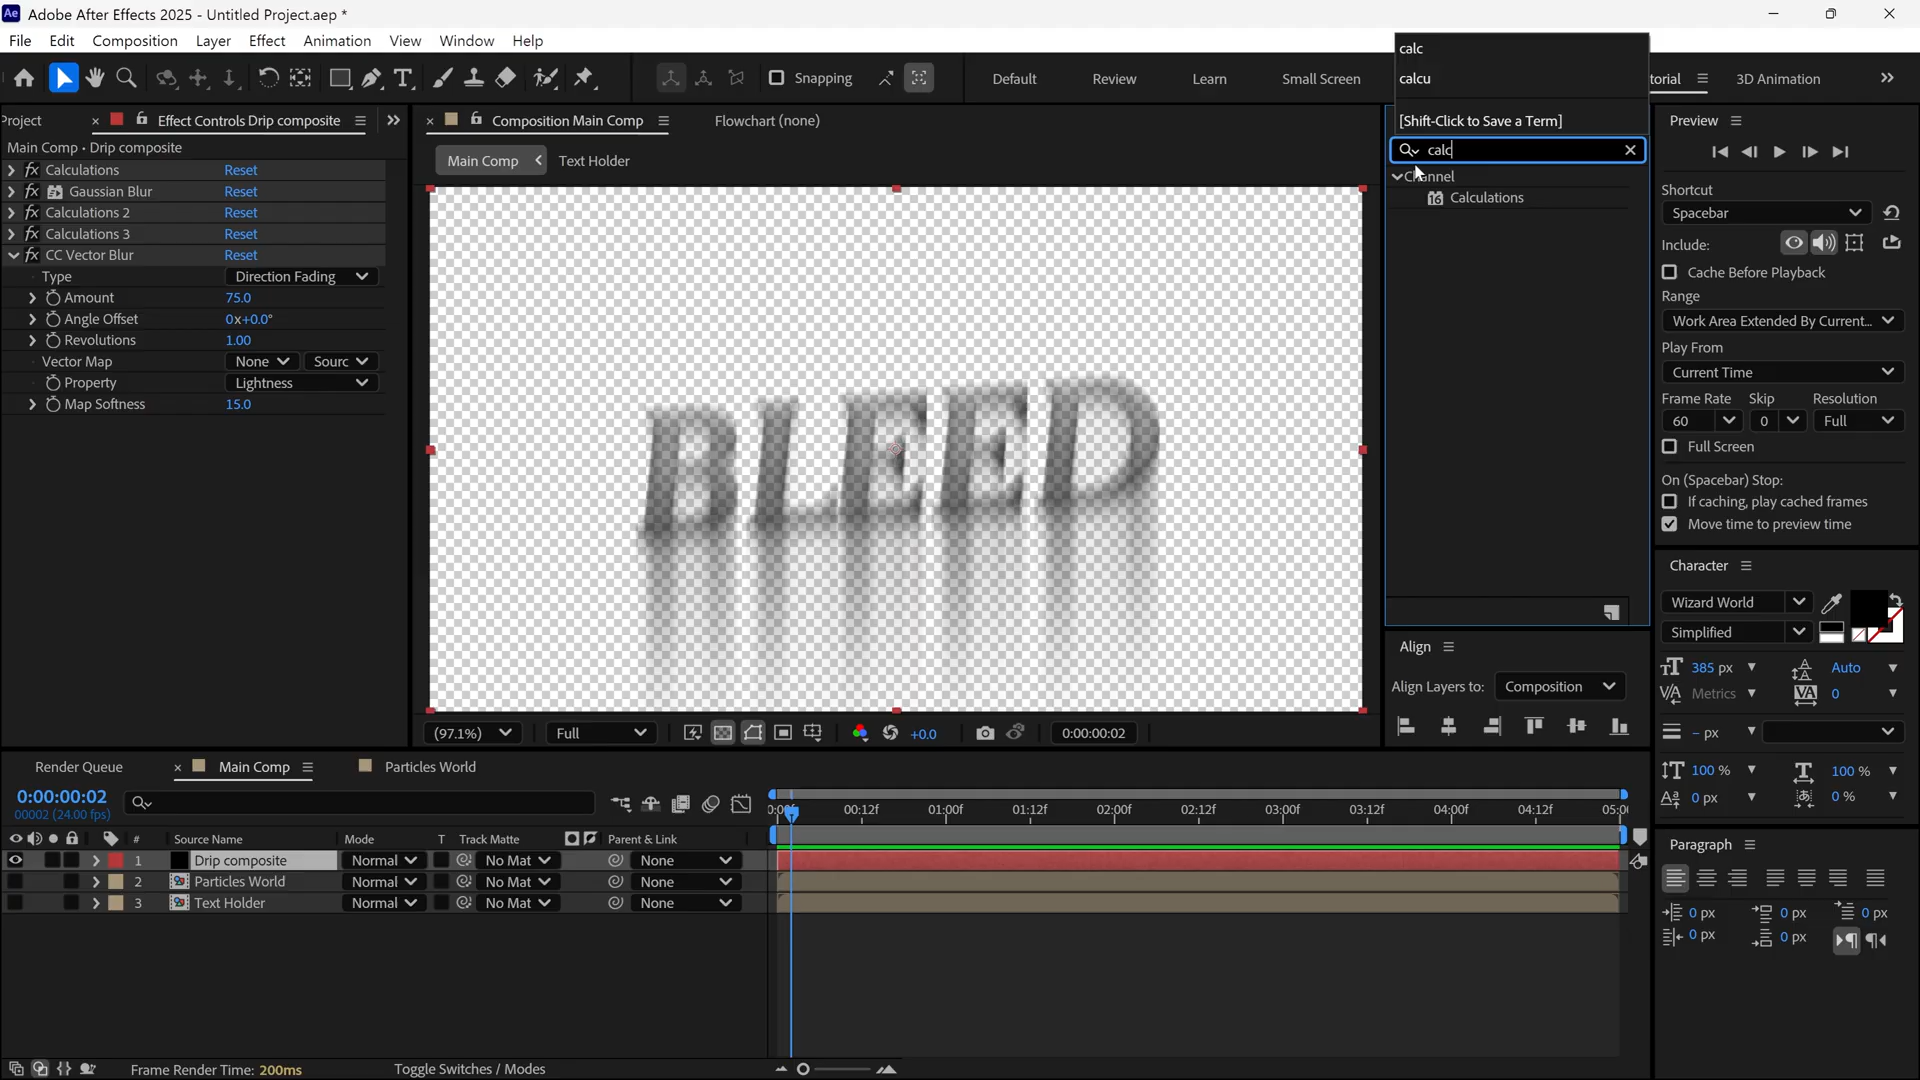 Ae Adobe After Effects 2025 - Untitled Project.aep *
File Edit Composition Layer Effect Animation View Window Help
Snapping Default Review Learn Small Screen torial 3D Animation
calc
calcu
[Shift-Click to Save a Term]
calc
Channel
16 Calculations
roject Effect Controls Drip composite
Main Comp • Drip composite
fx Calculations Reset
fx Gaussian Blur Reset
fx Calculations 2 Reset
fx Calculations 3 Reset
fx CC Vector Blur Reset
Type Direction Fading
Amount 75.0
Angle Offset 0x+0.0°
Revolutions 1.00
Vector Map None Sourc
Property Lightness
Map Softness 15.0
Composition Main Comp Flowchart (none)
Main Comp Text Holder
BLEED
(97.1%) Full +0.0 0:00:00:02
Align
Align Layers to: Composition
Preview
Shortcut
Spacebar
Include:
Cache Before Playback
Range
Work Area Extended By Current...
Play From
Current Time
Frame Rate Skip Resolution
60 0 Full
Full Screen
On (Spacebar) Stop:
If caching, play cached frames
Move time to preview time
Character
Wizard World
Simplified
385 px Auto
Metrics 0
– px
100 % 100 %
0 px 0 %
Paragraph
0 px 0 px 0 px
0 px 0 px
Render Queue Main Comp Particles World
0:00:00:02
00002 (24.00 fps)
# Source Name Mode T Track Matte Parent & Link
1 Drip composite Normal No Mat None
2 Particles World Normal No Mat None
3 Text Holder Normal No Mat None
):00f 00:12f 01:00f 01:12f 02:00f 02:12f 03:00f 03:12f 04:00f 04:12f 05:0(
Frame Render Time: 200ms Toggle Switches / Modes